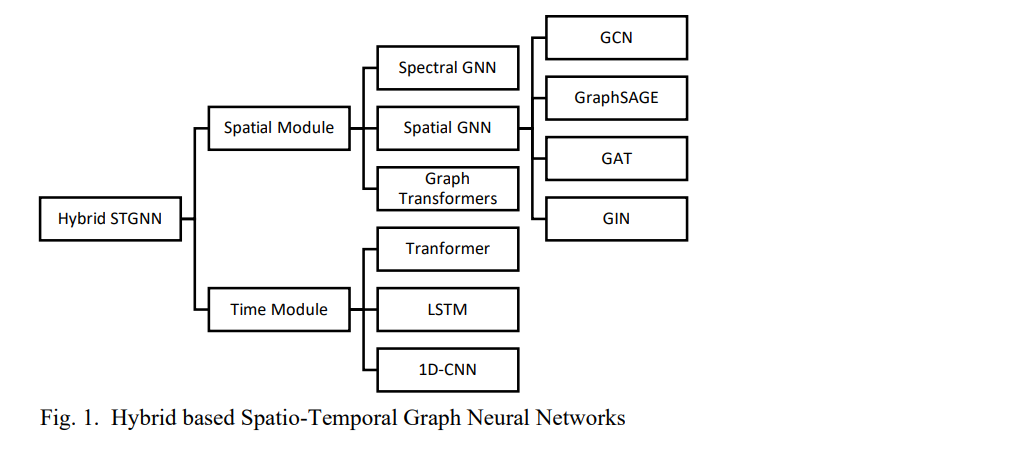 GCN
Spectral GNN
GraphSAGE
Spatial Module
Spatial GNN
GAT
Graph
Transformers
Hybrid STGNN
GIN
Tranformer
Time Module
LSTM
1D-CNN
Fig. 1. Hybrid based Spatio-Temporal Graph Neural Networks